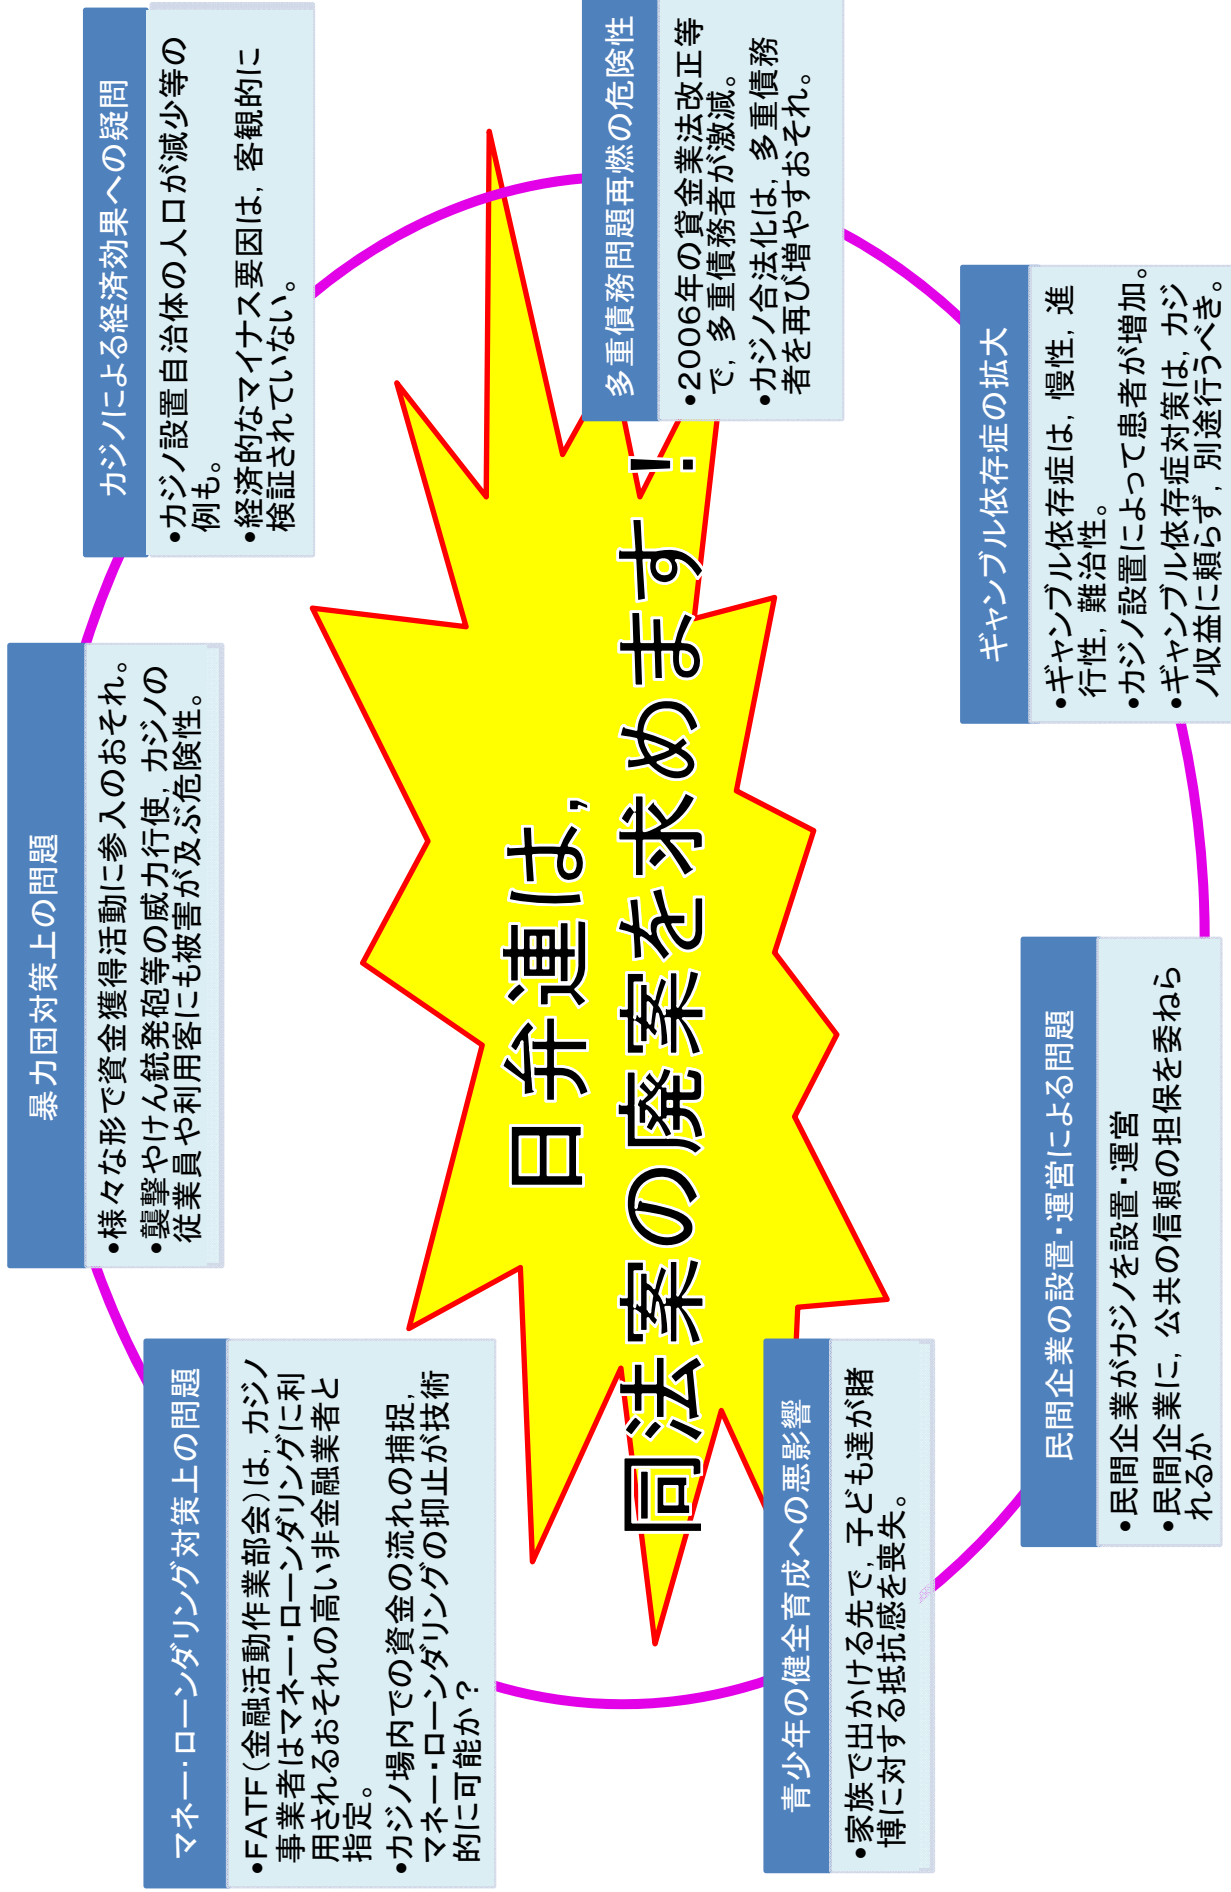 暴力団対策上の問題
•様々な形で資金獲得活動に参入のおそれ。
•襲撃やけん銃発砲等の威力行使，カジノの
従業員や利用客にも被害が及ぶ危険性。
カジノによる経済効果への疑問
•カジノ設置自治体の人口が減少等の
例も。
•経済的なマイナス要因は，客観的に
検証されていない。
多重債務問題再燃の危険性
•2006年の貸金業法改正等
で，多重債務者が激減。
•カジノ合法化は，多重債務
者を再び増やすおそれ。
ギャンブル依存症の拡大
•ギャンブル依存症は，慢性，進
行性，難治性。
•カジノ設置によって患者が増加。
•ギャンブル依存症対策は，カジ
ノ収益に頼らず，別途行うべき。
民間企業の設置・運営による問題
•民間企業がカジノを設置・運営
•民間企業に，公共の信頼の担保を委ねら
れるか
青少年の健全育成への悪影響
•家族で出かける先で，子ども達が賭
博に対する抵抗感を喪失。
マネー・ローンダリング対策上の問題
•FATF（金融活動作業部会）は，カジノ
事業者はマネー・ローンダリングに利
用されるおそれの高い非金融業者と
指定。
•カジノ場内での資金の流れの捕捉，
マネー・ローンダリングの抑止が技術
的に可能か？
日弁連は，
同法案の廃案を求めます！